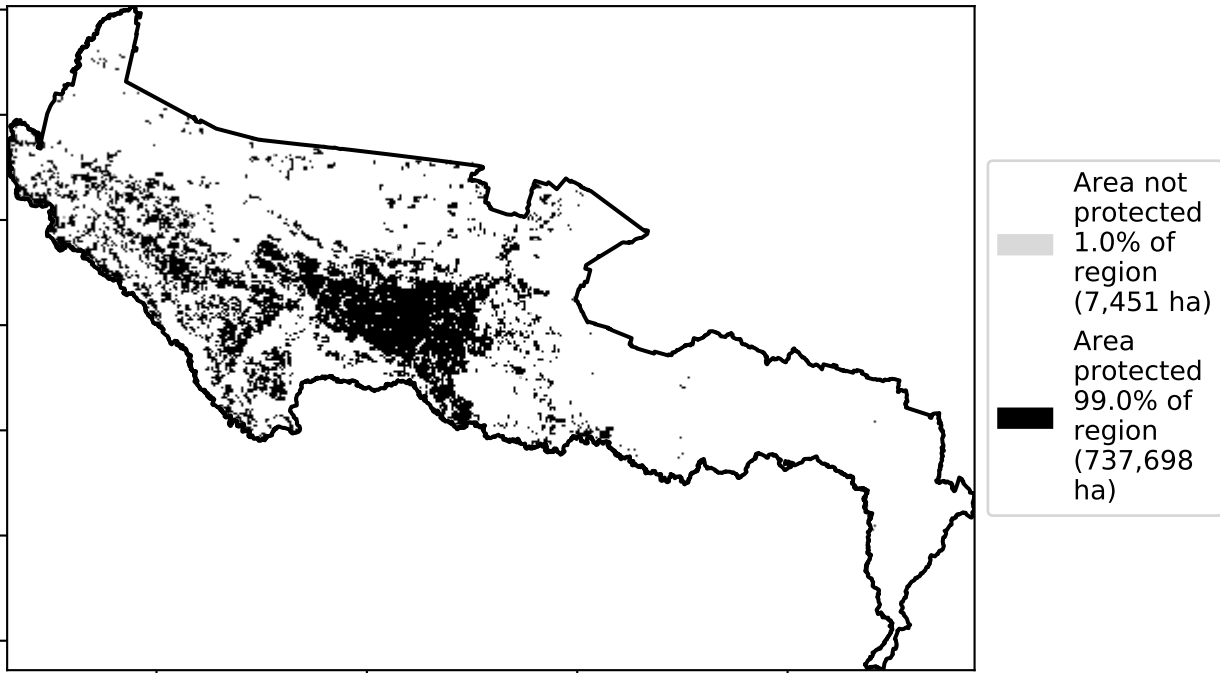 Area not
protected
1.0% of
region
(7,451 ha)
Area
protected
99.0% of
region
(737,698
ha)